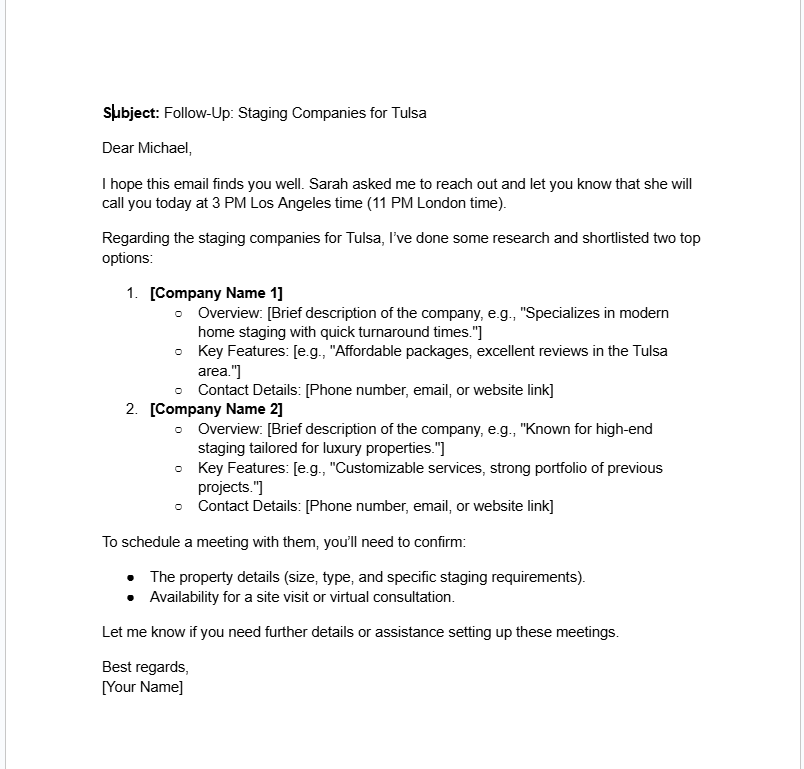 Subject: Follow-Up: Staging Companies for Tulsa
Dear Michael,
I hope this email finds you well. Sarah asked me to reach out and let you know that she will
call you today at 3 PM Los Angeles time (11 PM London time).
Regarding the staging companies for Tulsa, I’ve done some research and shortlisted two top
options:
1. [Company Name 1]
○ Overview: [Brief description of the company, e.g., "Specializes in modern
home staging with quick turnaround times."]
○ Key Features: [e.g., "Affordable packages, excellent reviews in the Tulsa
area."]
○ Contact Details: [Phone number, email, or website link]
2. [Company Name 2]
○ Overview: [Brief description of the company, e.g., "Known for high-end
staging tailored for luxury properties."]
○ Key Features: [e.g., "Customizable services, strong portfolio of previous
projects."]
○ Contact Details: [Phone number, email, or website link]
To schedule a meeting with them, you’ll need to confirm:
● The property details (size, type, and specific staging requirements).
● Availability for a site visit or virtual consultation.
Let me know if you need further details or assistance setting up these meetings.
Best regards,
[Your Name]